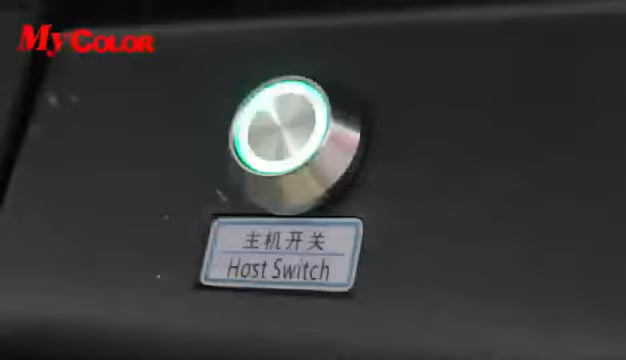 MyColor
主机开关
Host Switch